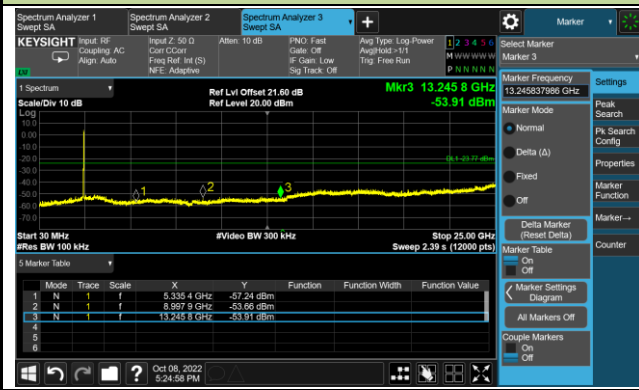 Spectrum Analyzer 1
Swept SA
Spectrum Analyzer 2
Swept SA
Spectrum Analyzer 3
Swept SA
Marker
KEYSIGHT
Input: RF
Coupling: AC
Align: Auto
Input Z: 50 Ω
Corr CCorr
Freq Ref: Int (S)
NFE: Adaptive
Atten: 10 dB
PNO: Fast
Gate: Off
IF Gain: Low
Sig Track: Off
Avg Type: Log-Power
Avg|Hold:>1/1
Trig: Free Run
1 2 3 4 5 6
M W W W W W
P N N N N N
Select Marker
Marker 3
1 Spectrum
Scale/Div 10 dB
Log
Ref Lvl Offset 21.60 dB
Ref Level 20.00 dBm
Mkr3 13.245 8 GHz
-53.91 dBm
10.0
0.00
-10.0
-20.0
-30.0
-40.0
-50.0
-60.0
-70.0
DL1 -23.77 dBm
1
2
3
Start 30 MHz
#Res BW 100 kHz
#Video BW 300 kHz
Stop 25.00 GHz
Sweep 2.39 s (12000 pts)
5 Marker Table
Mode Trace Scale X Y Function Function Width Function Value
1 N 1 f 5.335 4 GHz -57.24 dBm
2 N 1 f 8.997 9 GHz -53.66 dBm
3 N 1 f 13.245 8 GHz -53.91 dBm
4
5
6
Marker Frequency
13.245837986 GHz
Marker Mode
Normal
Delta (Δ)
Fixed
Off
Delta Marker
(Reset Delta)
Marker Table
On
Off
Marker Settings
Diagram
All Markers Off
Couple Markers
On
Off
Settings
Peak
Search
Pk Search
Config
Properties
Marker
Function
Marker→
Counter
Oct 08, 2022
5:24:58 PM